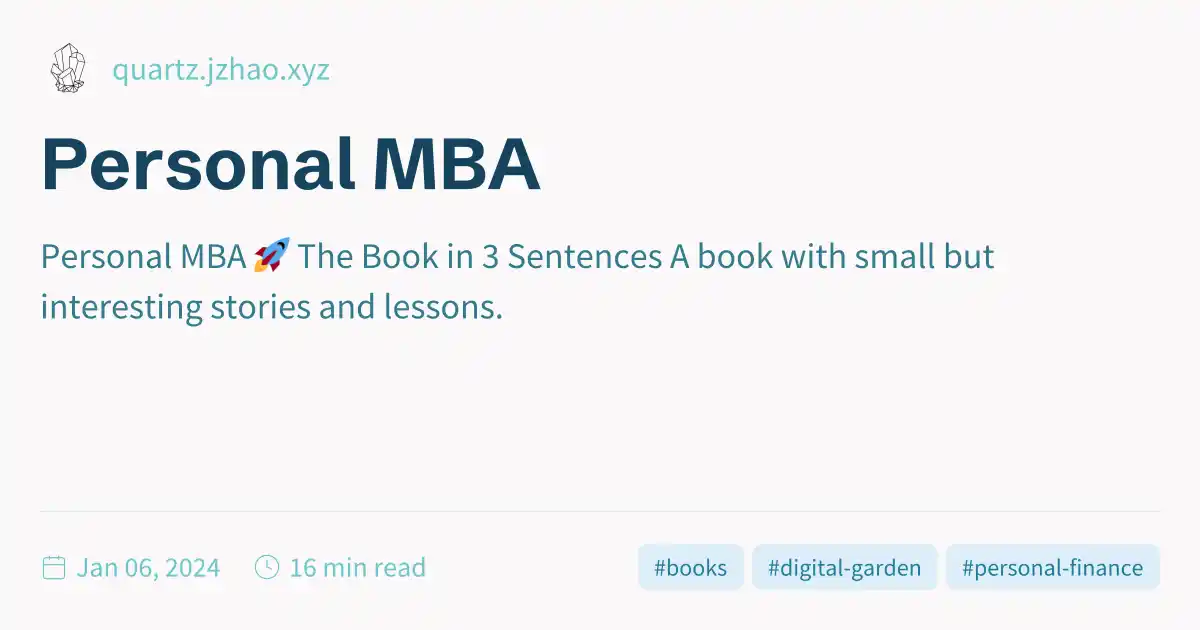 quartz.jzhao.xyz
Personal MBA
Personal MBA 🚀 The Book in 3 Sentences A book with small but
interesting stories and lessons.
Jan 06, 2024 16 min read #books #digital-garden #personal-finance